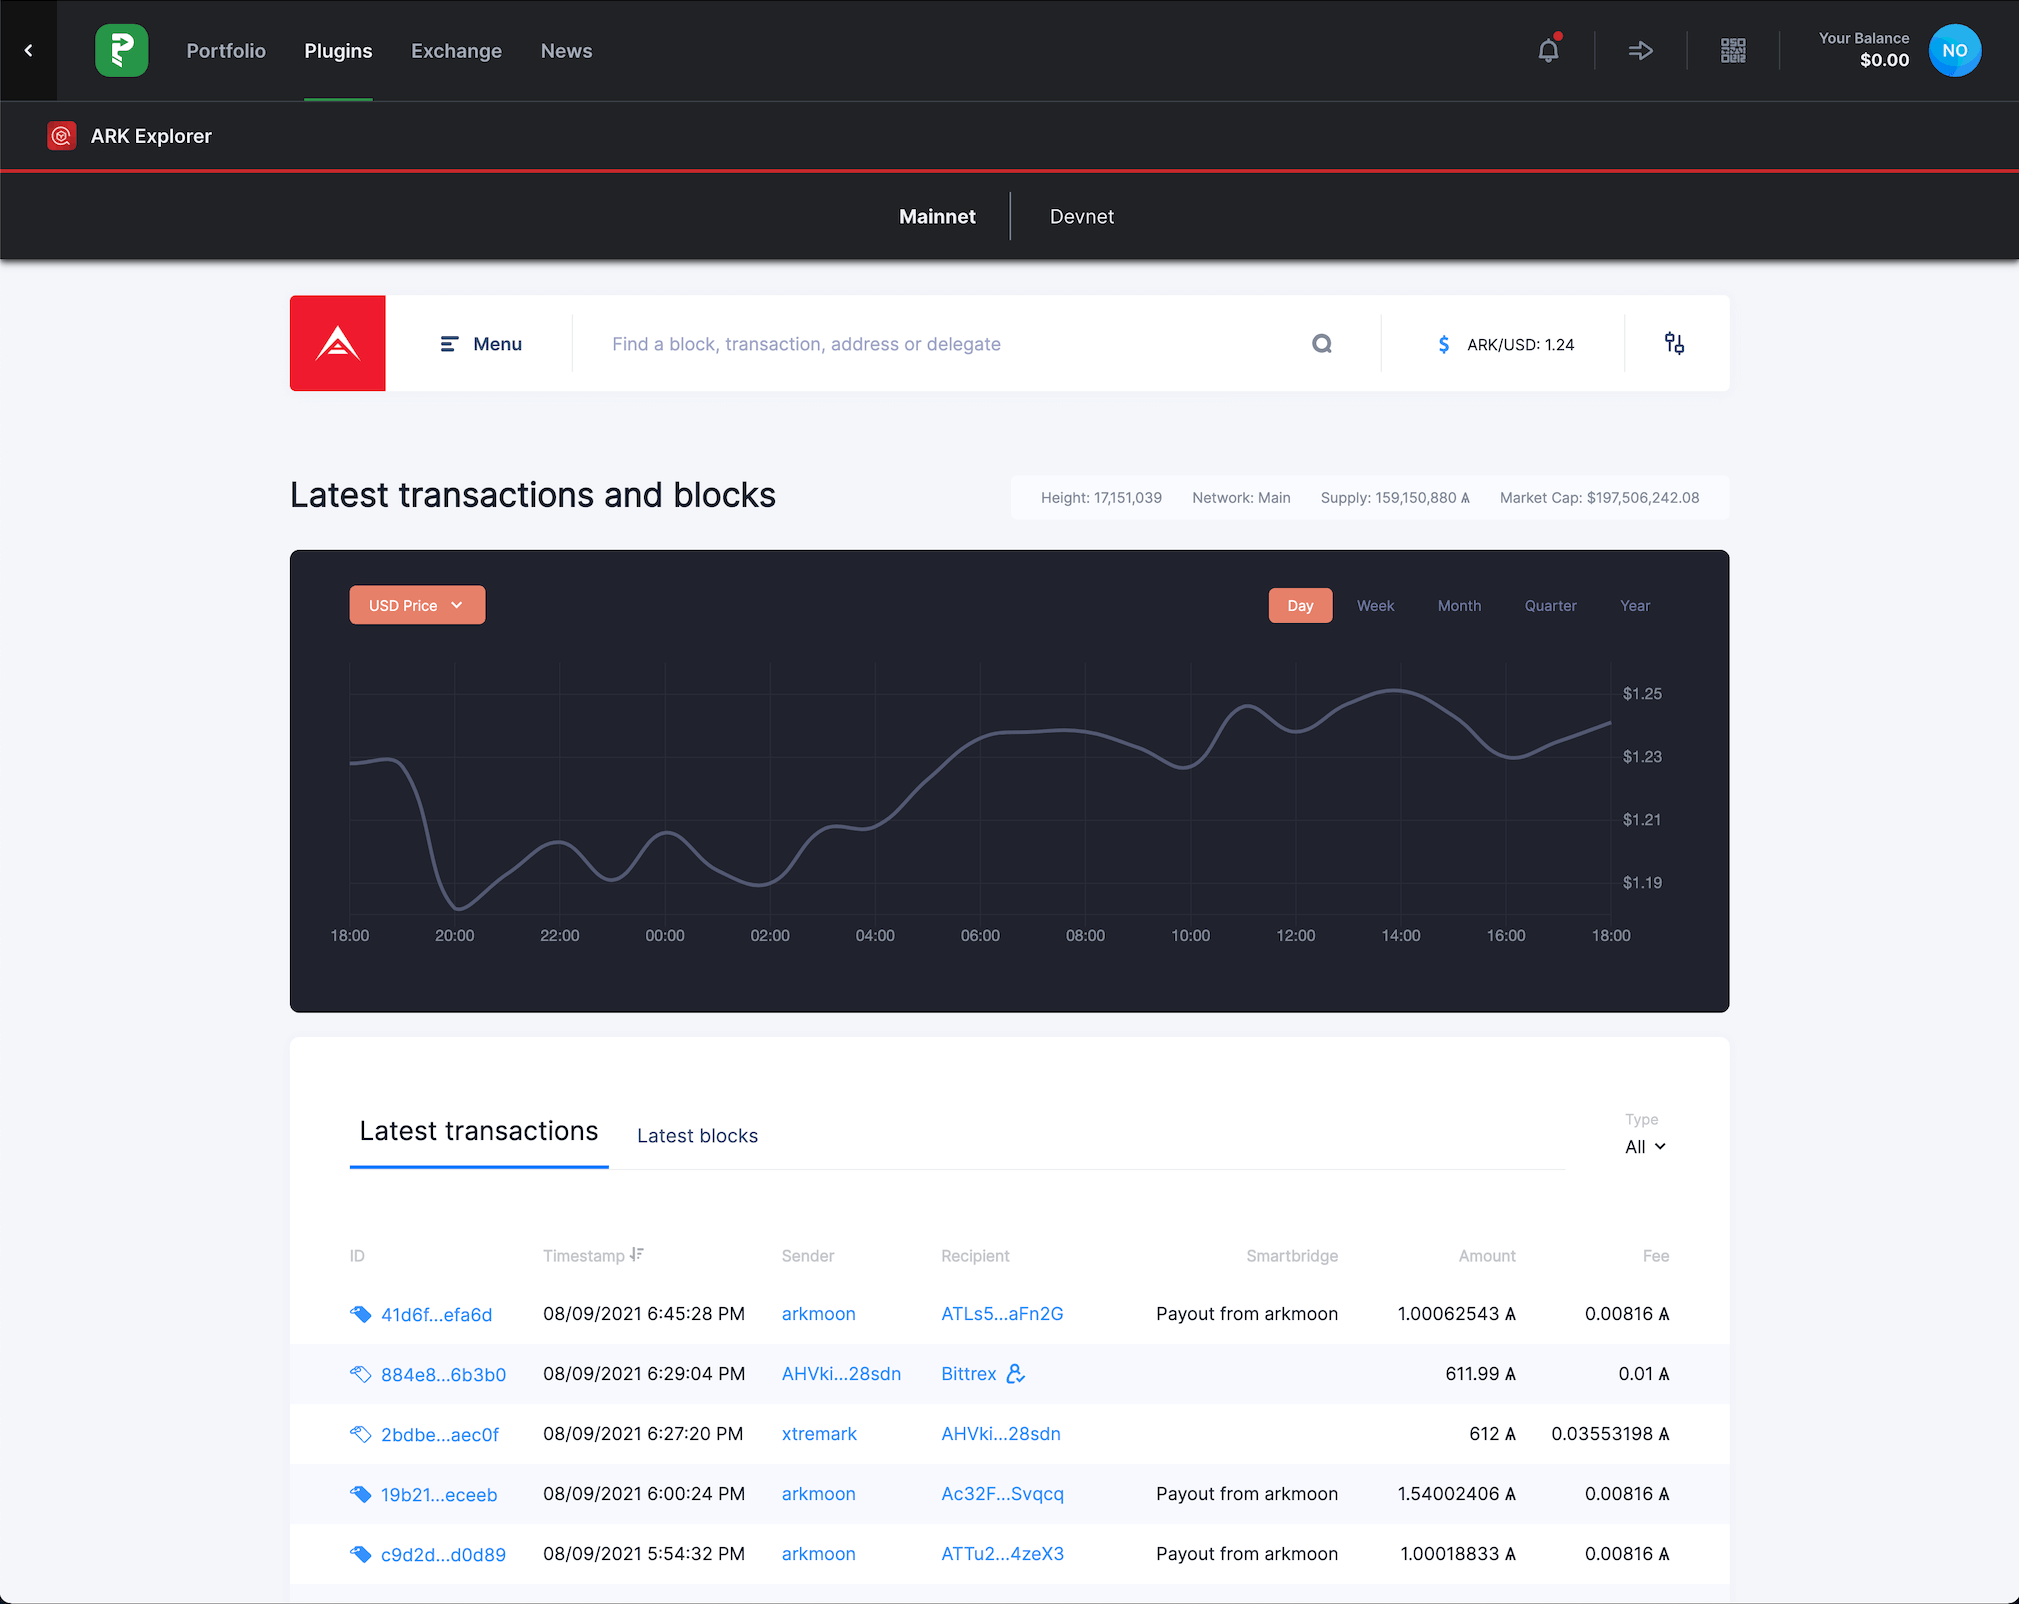 Portfolio Plugins Exchange News Your Balance $0.00 NO
ARK Explorer
Mainnet Devnet
Menu Find a block, transaction, address or delegate $ ARK/USD: 1.24
Latest transactions and blocks Height: 17,151,039 Network: Main Supply: 159,150,880 Ѧ Market Cap: $197,506,242.08
USD Price Day Week Month Quarter Year
$1.25
$1.23
$1.21
$1.19
18:00 20:00 22:00 00:00 02:00 04:00 06:00 08:00 10:00 12:00 14:00 16:00 18:00
Latest transactions Latest blocks Type
All
ID Timestamp Sender Recipient Smartbridge Amount Fee
41d6f...efa6d 08/09/2021 6:45:28 PM arkmoon ATLs5...aFn2G Payout from arkmoon 1.00062543 Ѧ 0.00816 Ѧ
884e8...6b3b0 08/09/2021 6:29:04 PM AHVki...28sdn Bittrex 611.99 Ѧ 0.01 Ѧ
2bdbe...aec0f 08/09/2021 6:27:20 PM xtremark AHVki...28sdn 612 Ѧ 0.03553198 Ѧ
19b21...eceeb 08/09/2021 6:00:24 PM arkmoon Ac32F...Svqcq Payout from arkmoon 1.54002406 Ѧ 0.00816 Ѧ
c9d2d...d0d89 08/09/2021 5:54:32 PM arkmoon ATTu2...4zeX3 Payout from arkmoon 1.00018833 Ѧ 0.00816 Ѧ